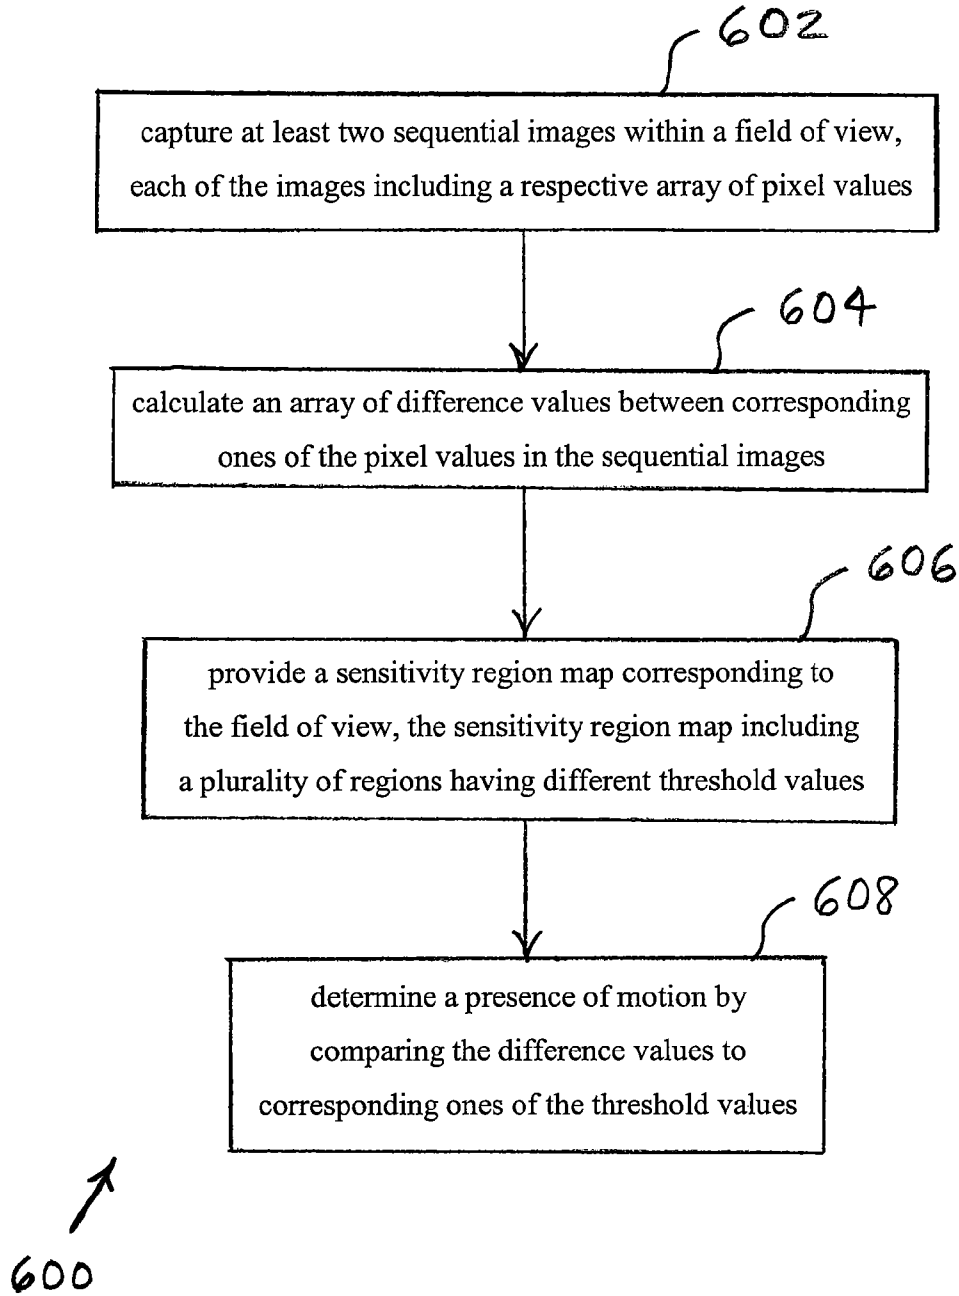 602
capture at least two sequential images within a field of view,
each of the images including a respective array of pixel values
604
calculate an array of difference values between corresponding
ones of the pixel values in the sequential images
606
provide a sensitivity region map corresponding to
the field of view, the sensitivity region map including
a plurality of regions having different threshold values
608
determine a presence of motion by
comparing the difference values to
corresponding ones of the threshold values
600